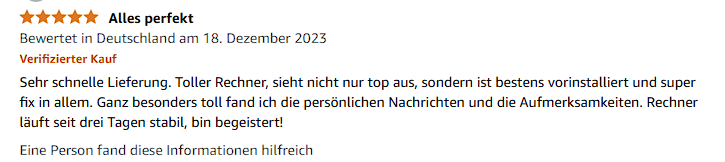 Alles perfekt
Bewertet in Deutschland am 18. Dezember 2023
Verifizierter Kauf
Sehr schnelle Lieferung. Toller Rechner, sieht nicht nur top aus, sondern ist bestens vorinstalliert und super
fix in allem. Ganz besonders toll fand ich die persönlichen Nachrichten und die Aufmerksamkeiten. Rechner
läuft seit drei Tagen stabil, bin begeistert!
Eine Person fand diese Informationen hilfreich